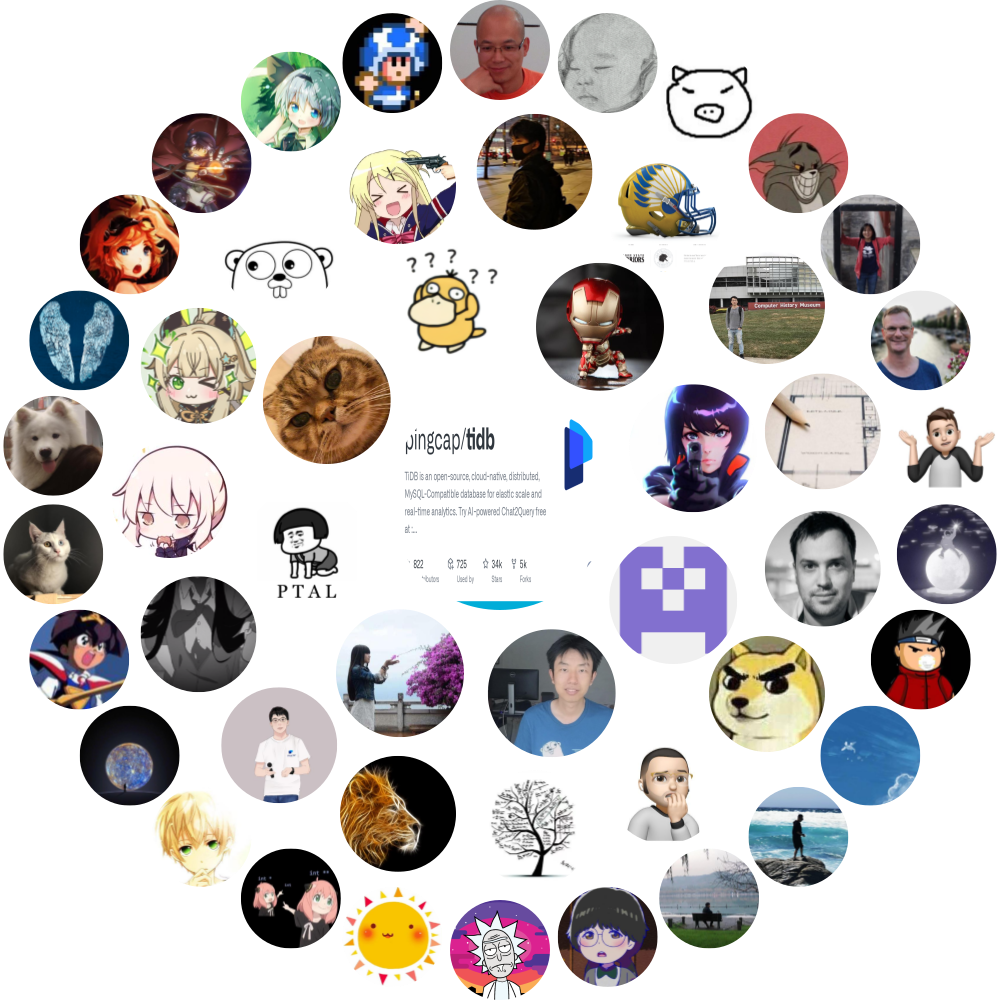 ? ? ?
? ?
Computer History Museum
pingcap/tidb
TiDB is an open-source, cloud-native, distributed,
MySQL-Compatible database for elastic scale and
real-time analytics. Try AI-powered Chat2Query free
at :...
822 725 34k 5k
Used by Stars Forks
PTAL
int ++
int